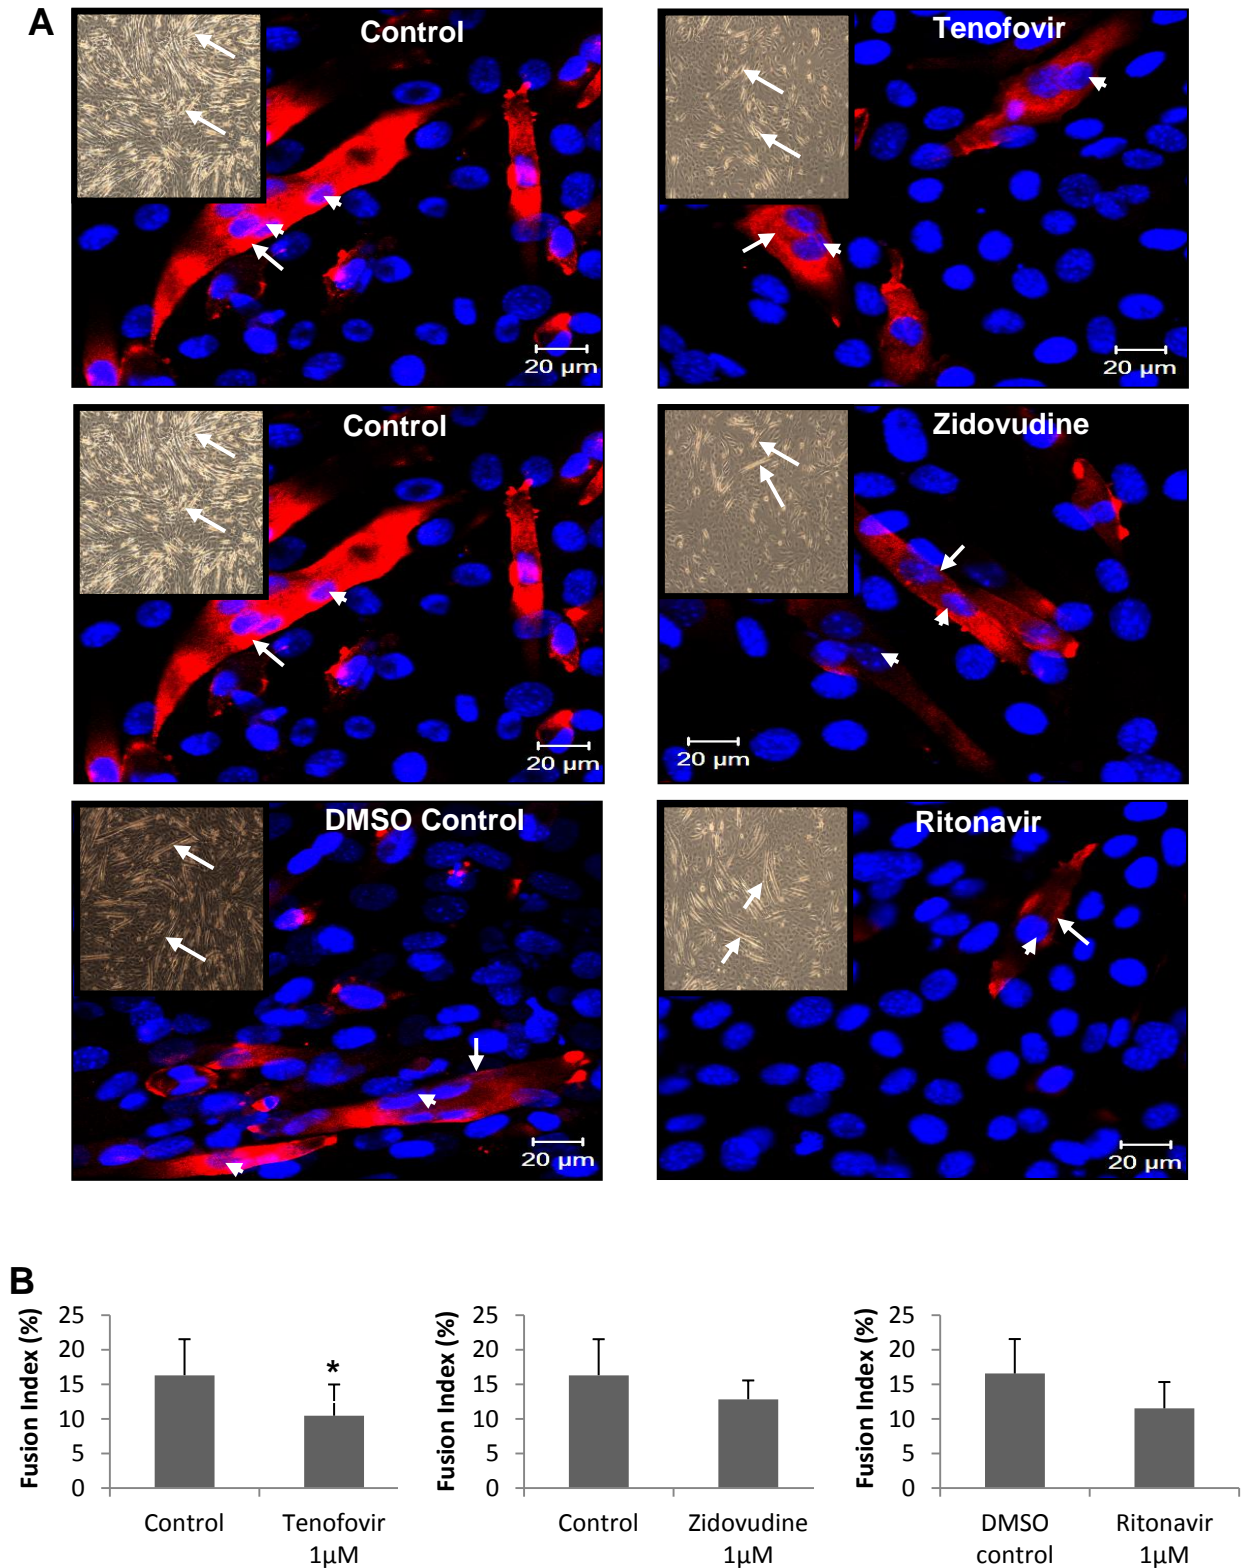 A
Control
Tenofovir
20 µm
20 µm
Control
Zidovudine
20 µm
20 µm
DMSO Control
Ritonavir
20 µm
20 µm
B
Fusion Index (%)
25
20
15
10
5
0
*
Control
Tenofovir
1µM
Fusion Index (%)
25
20
15
10
5
0
Control
Zidovudine
1µM
Fusion Index (%)
25
20
15
10
5
0
DMSO
control
Ritonavir
1µM